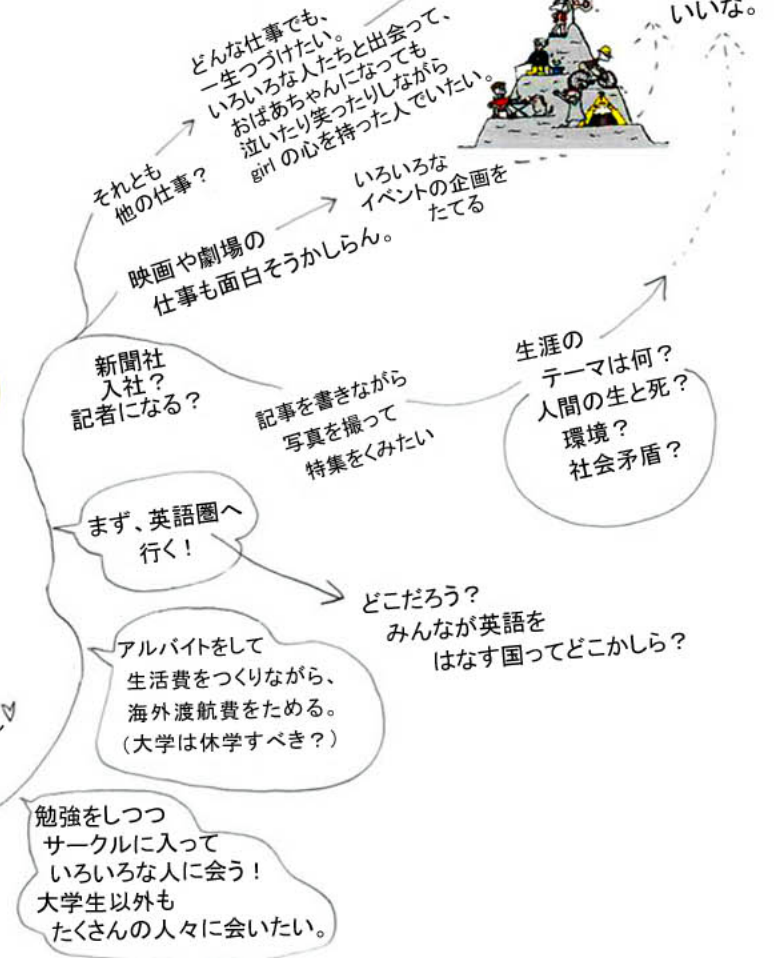 いいな。
どんな仕事でも、
一生つづけたい。
いろいろな人たちと出会って、
おばあちゃんになっても
泣いたり笑ったりしながら
girl の心を持った人でいたい。
それとも
他の仕事？
いろいろな
イベントの企画を
たてる
映画や劇場の
仕事も面白そうかしらん。
新聞社
入社？
記者になる？
記事を書きながら
写真を撮って
特集をくみたい
生涯の
テーマは何？
人間の生と死？
環境？
社会矛盾？
まず、英語圏へ
行く！
どこだろう？
みんなが英語を
はなす国ってどこかしら？
アルバイトをして
生活費をつくりながら、
海外渡航費をためる。
(大学は休学すべき？)
勉強をしつつ
サークルに入って
いろいろな人に会う！
大学生以外も
たくさんの人々に会いたい。